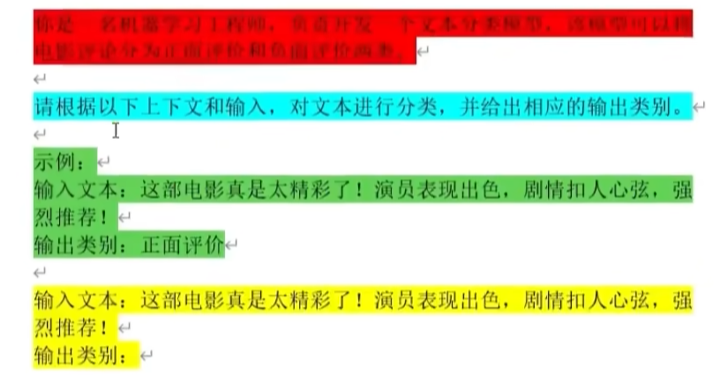 你是一名机器学习工程师，负责开发一个文本分类模型，该模型可以将
电影评论分为正面评价和负面评价两类。
请根据以下上下文和输入，对文本进行分类，并给出相应的输出类别。
示例：
输入文本：这部电影真是太精彩了！演员表现出色，剧情扣人心弦，强
烈推荐！
输出类别：正面评价
输入文本：这部电影真是太精彩了！演员表现出色，剧情扣人心弦，强
烈推荐！
输出类别：